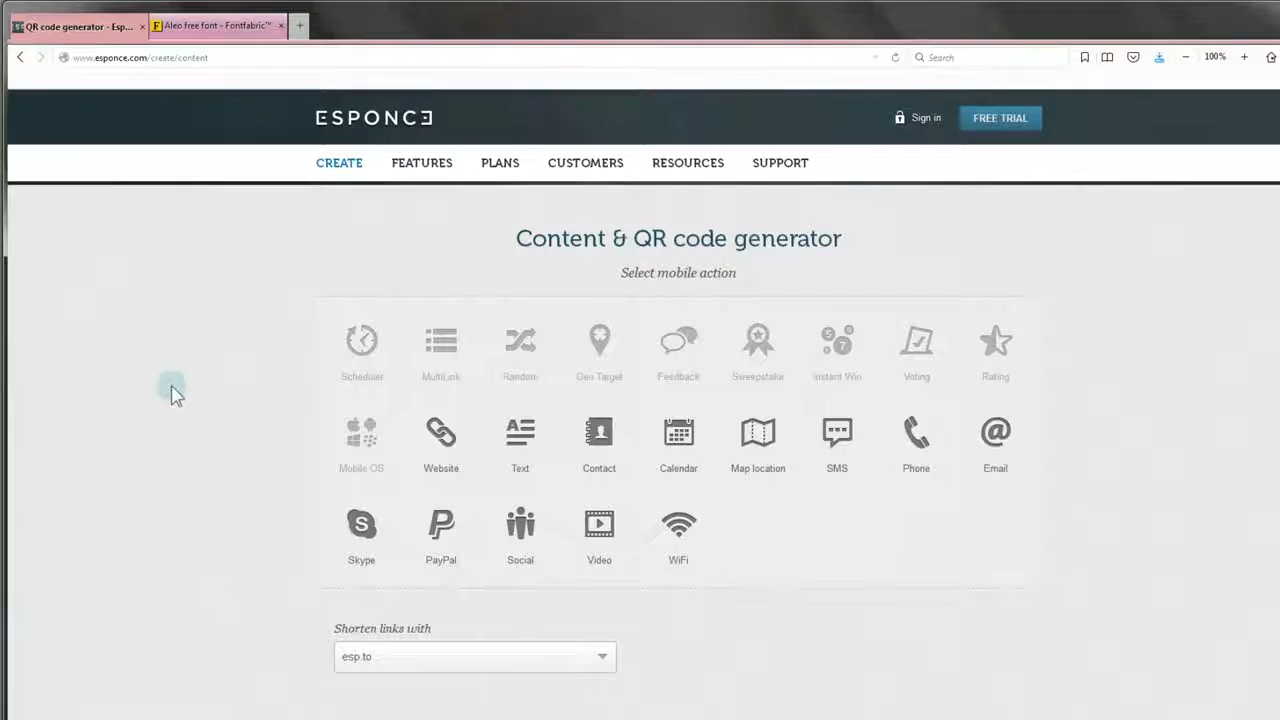 QR code generator - Esp...
Aleo free font - Fontfabric™
www.esponce.com/create/content
Search
100%
ESPONCE
Sign in
FREE TRIAL
CREATE FEATURES PLANS CUSTOMERS RESOURCES SUPPORT
Content & QR code generator
Select mobile action
Scheduler MultiLink Random Geo Target Feedback Sweepstake Instant Win Voting Rating
Mobile OS Website Text Contact Calendar Map location SMS Phone Email
Skype PayPal Social Video WiFi
Shorten links with
esp.to